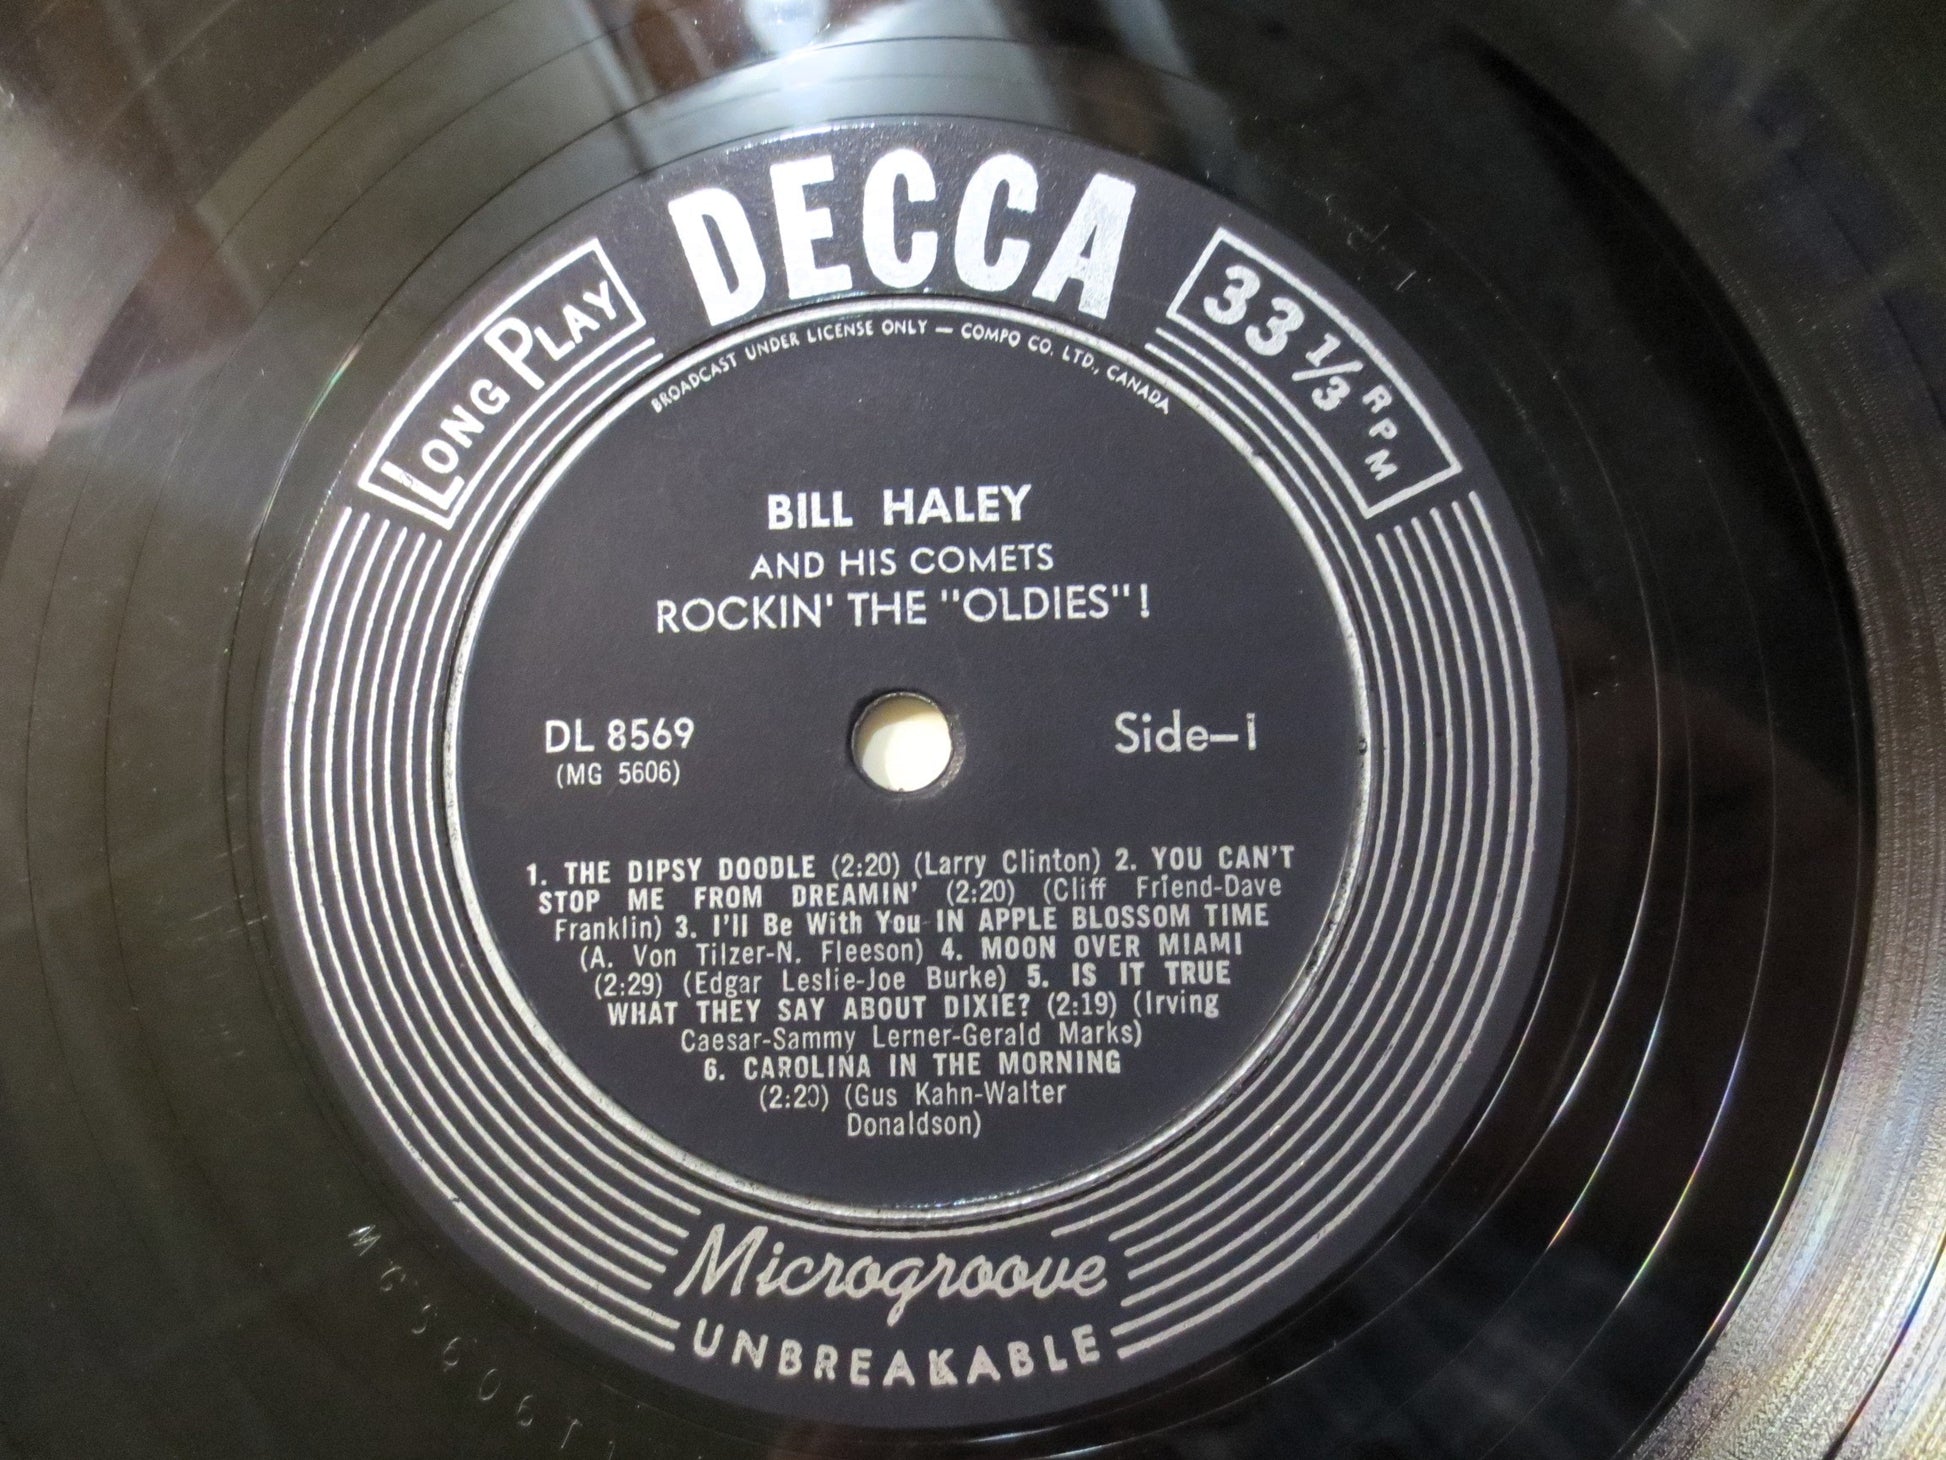 DECCA
LONG PLAY
33 1/3 RPM
BROADCAST UNDER LICENSE ONLY — COMPO CO. LTD., CANADA
BILL HALEY
AND HIS COMETS
ROCKIN' THE "OLDIES"!
DL 8569
(MG 5606)
Side–1
1. THE DIPSY DOODLE (2:20) (Larry Clinton) 2. YOU CAN'T
STOP ME FROM DREAMIN' (2:20) (Cliff Friend-Dave
Franklin) 3. I'll Be With You IN APPLE BLOSSOM TIME
(A. Von Tilzer-N. Fleeson) 4. MOON OVER MIAMI
(2:29) (Edgar Leslie-Joe Burke) 5. IS IT TRUE
WHAT THEY SAY ABOUT DIXIE? (2:19) (Irving
Caesar-Sammy Lerner-Gerald Marks)
6. CAROLINA IN THE MORNING
(2:20) (Gus Kahn-Walter
Donaldson)
Microgroove
UNBREAKABLE